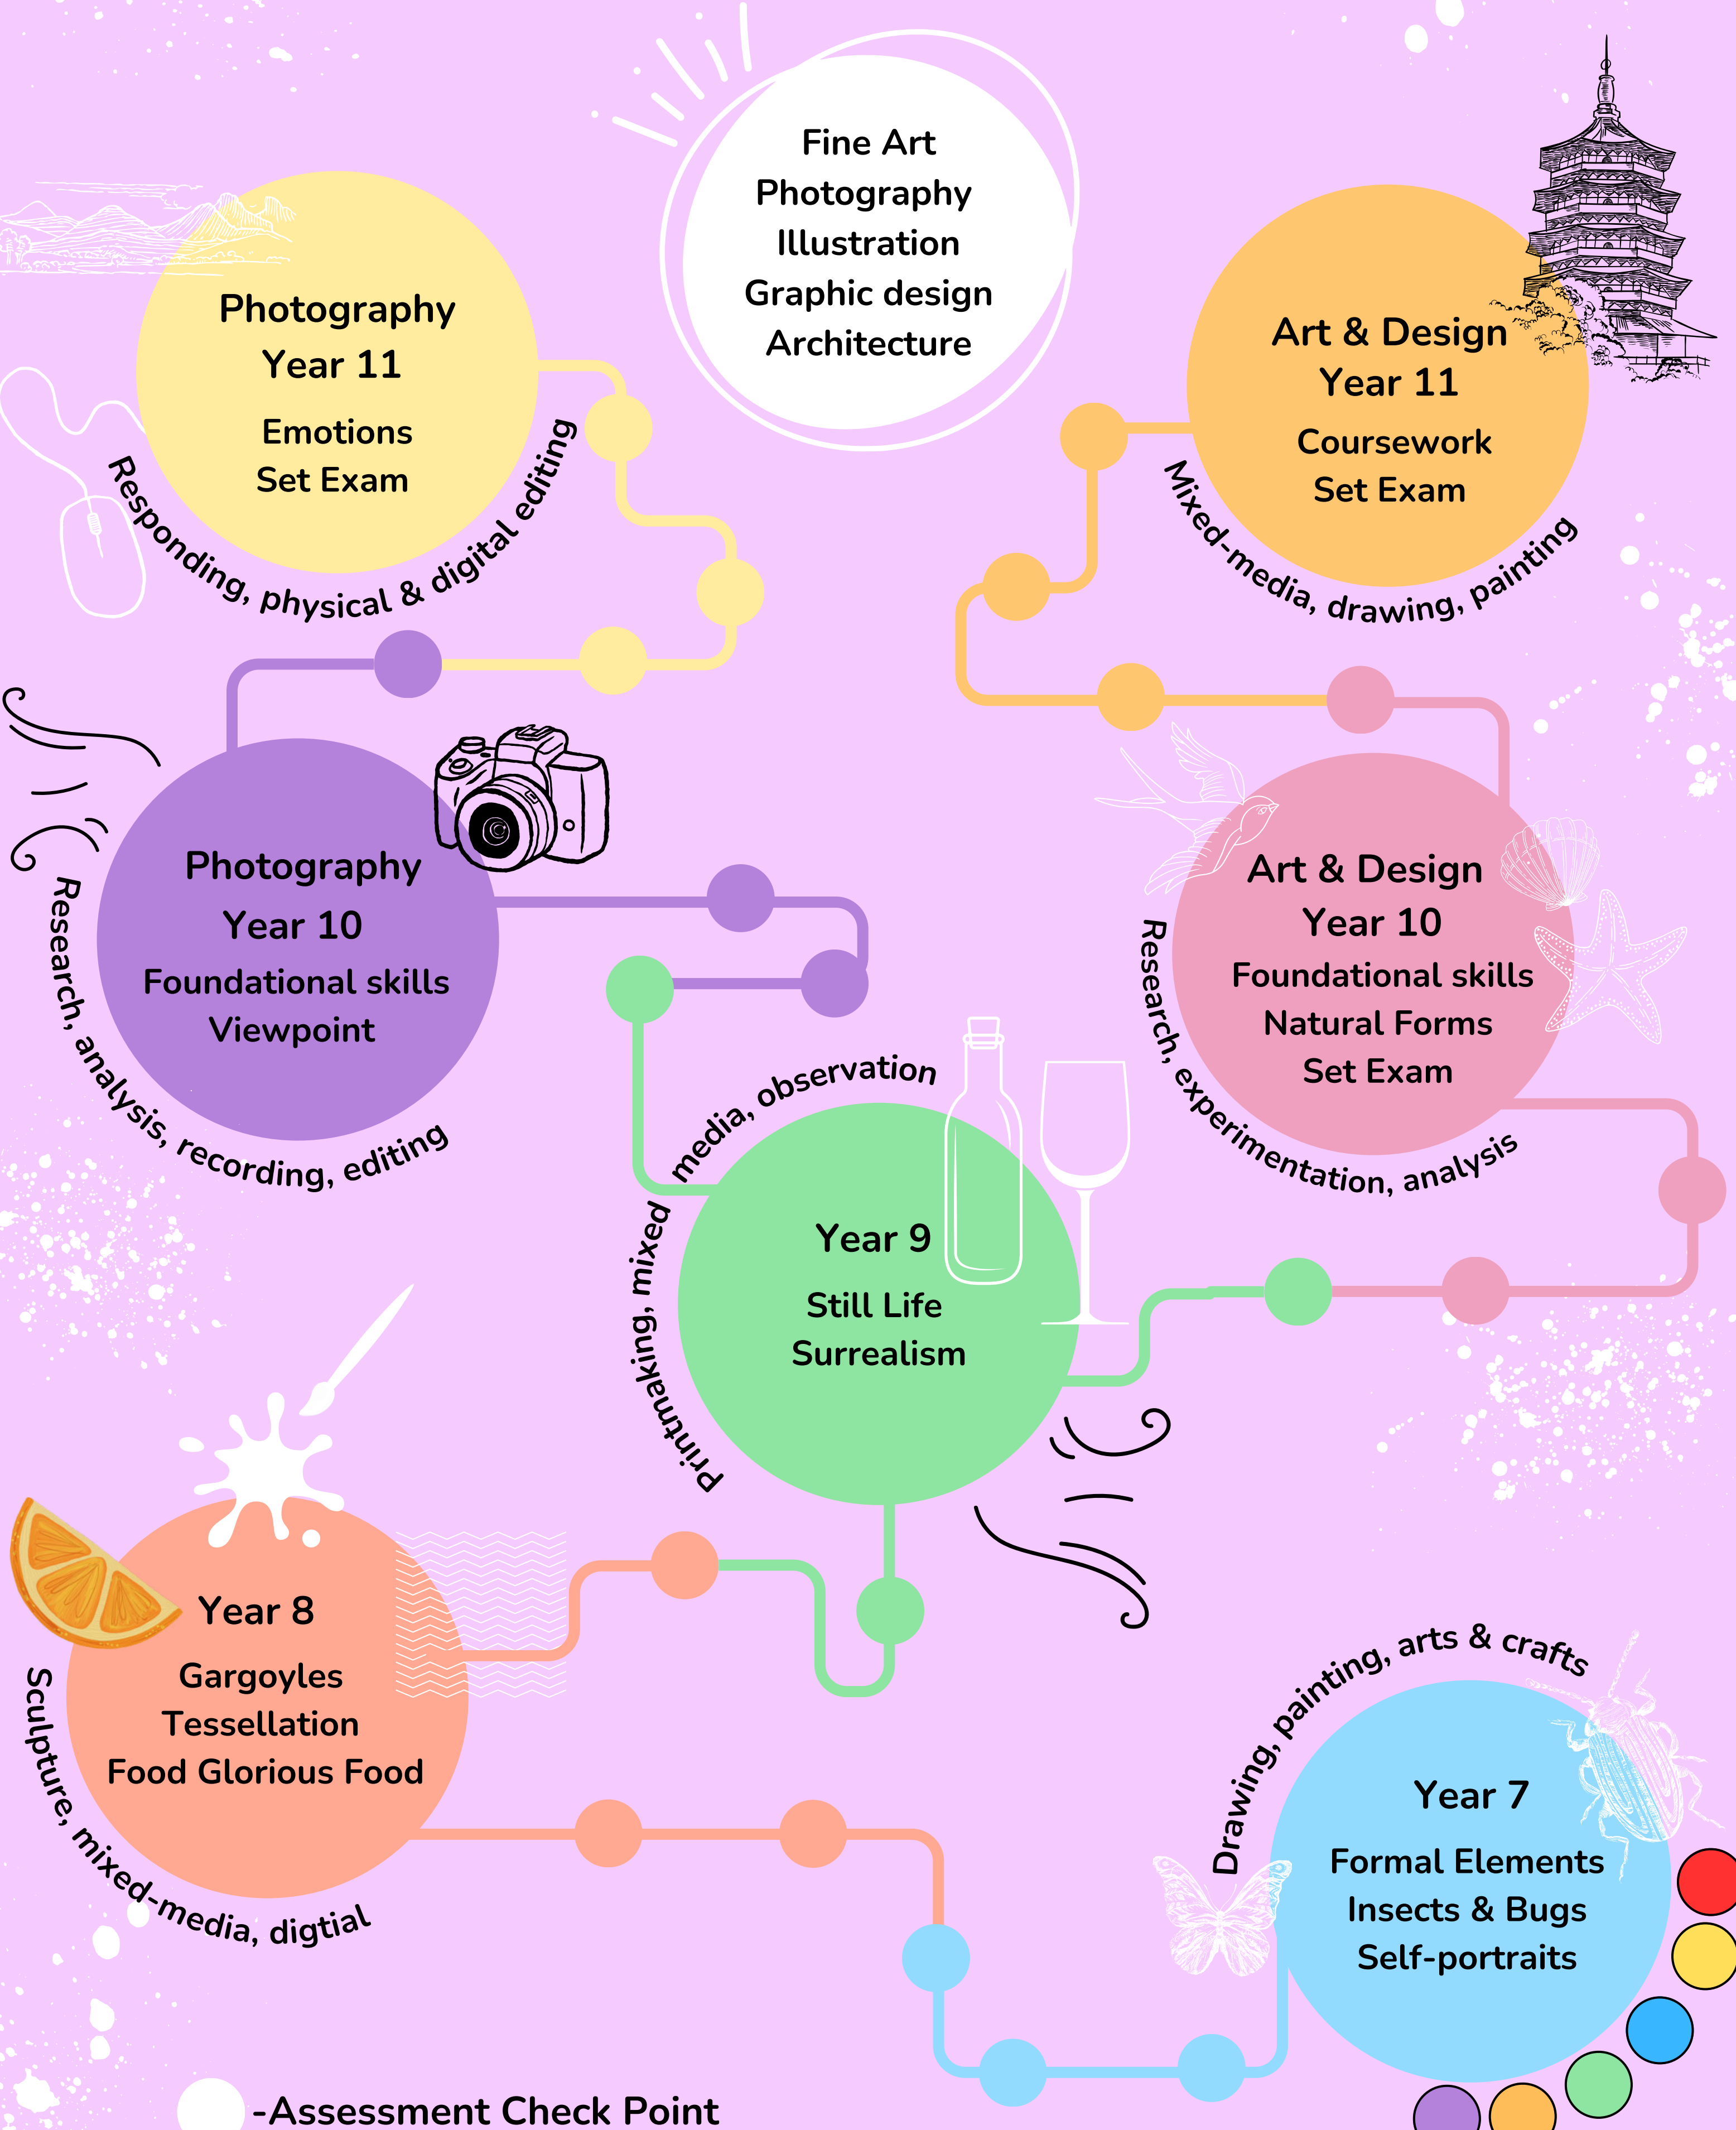 Fine Art
Photography
Illustration
Graphic design
Architecture
Photography
Year 11
Emotions
Set Exam
Responding, physical & digital editing
Art & Design
Year 11
Coursework
Set Exam
Mixed-media, drawing, painting
Photography
Year 10
Foundational skills
Viewpoint
Research, analysis, recording, editing
Art & Design
Year 10
Foundational skills
Natural Forms
Set Exam
Research, experimentation, analysis
Year 9
Still Life
Surrealism
Printmaking, mixed media, observation
Year 8
Gargoyles
Tessellation
Food Glorious Food
Sculpture, mixed-media, digtial
Year 7
Formal Elements
Insects & Bugs
Self-portraits
Drawing, painting, arts & crafts
-Assessment Check Point